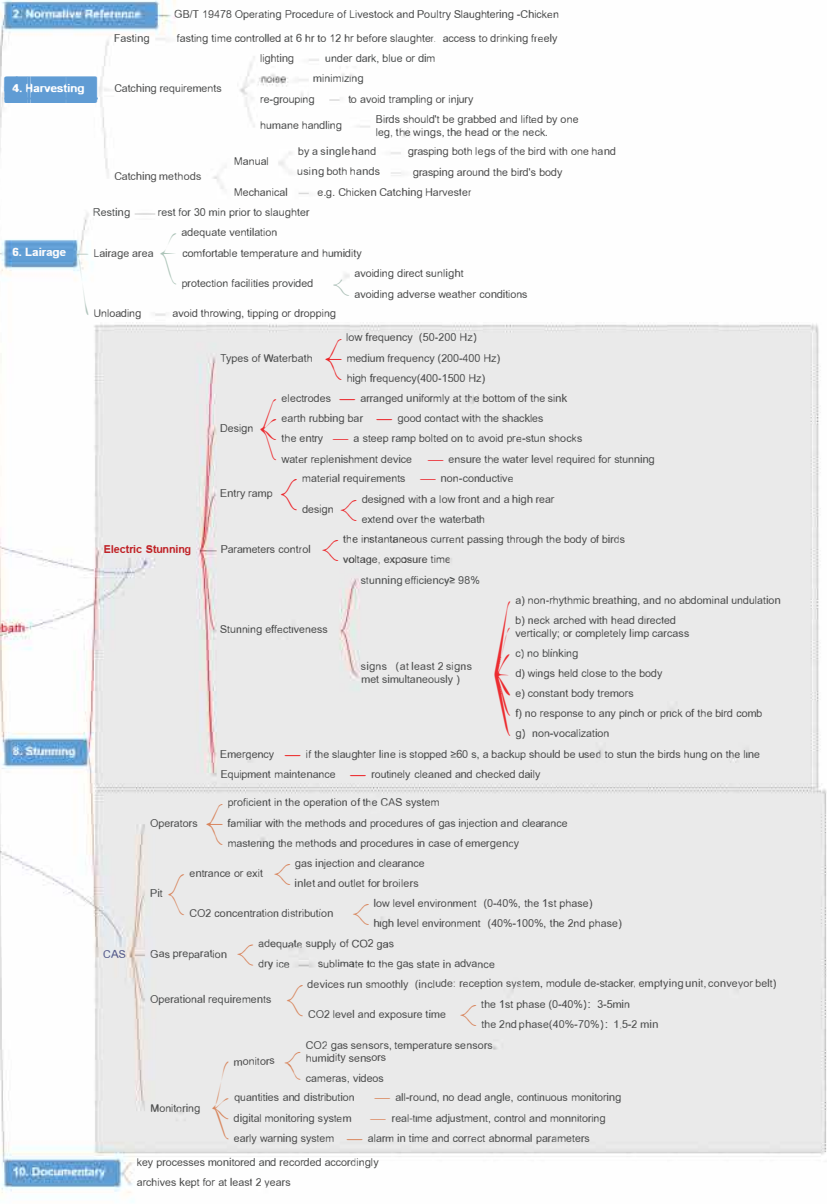 2. Normative Reference
GB/T 19478 Operating Procedure of Livestock and Poultry Slaughtering -Chicken
4. Harvesting
Fasting
fasting time controlled at 6 hr to 12 hr before slaughter. access to drinking freely
Catching requirements
lighting
under dark, blue or dim
noise
minimizing
re-grouping
to avoid trampling or injury
humane handling
Birds should't be grabbed and lifted by one
leg, the wings, the head or the neck.
Catching methods
Manual
by a single hand
grasping both legs of the bird with one hand
using both hands
grasping around the bird's body
Mechanical
e.g. Chicken Catching Harvester
6. Lairage
Resting
rest for 30 min prior to slaughter
Lairage area
adequate ventilation
comfortable temperature and humidity
protection facilities provided
avoiding direct sunlight
avoiding adverse weather conditions
Unloading
avoid throwing, tipping or dropping
bath
8. Stunning
Electric Stunning
Types of Waterbath
low frequency (50-200 Hz)
medium frequency (200-400 Hz)
high frequency(400-1500 Hz)
Design
electrodes
arranged uniformly at the bottom of the sink
earth rubbing bar
good contact with the shackles
the entry
a steep ramp bolted on to avoid pre-stun shocks
water replenishment device
ensure the water level required for stunning
Entry ramp
material requirements
non-conductive
design
designed with a low front and a high rear
extend over the waterbath
Parameters control
the instantaneous current passing through the body of birds
voltage, exposure time
Stunning effectiveness
stunning efficiency≥ 98%
signs (at least 2 signs
met simultaneously )
a) non-rhythmic breathing, and no abdominal undulation
b) neck arched with head directed
vertically; or completely limp carcass
c) no blinking
d) wings held close to the body
e) constant body tremors
f) no response to any pinch or prick of the bird comb
g) non-vocalization
Emergency
if the slaughter line is stopped ≥60 s, a backup should be used to stun the birds hung on the line
Equipment maintenance
routinely cleaned and checked daily
CAS
Operators
proficient in the operation of the CAS system
familiar with the methods and procedures of gas injection and clearance
mastering the methods and procedures in case of emergency
Pit
entrance or exit
gas injection and clearance
inlet and outlet for broilers
CO2 concentration distribution
low level environment (0-40%, the 1st phase)
high level environment (40%-100%, the 2nd phase)
Gas preparation
adequate supply of CO2 gas
dry ice
sublimate to the gas state in advance
Operational requirements
devices run smoothly (include: reception system, module de-stacker, emptying unit, conveyor belt)
CO2 level and exposure time
the 1st phase (0-40%): 3-5min
the 2nd phase(40%-70%): 1.5-2 min
Monitoring
monitors
CO2 gas sensors, temperature sensors
humidity sensors
cameras, videos
quantities and distribution
all-round, no dead angle, continuous monitoring
digital monitoring system
real-time adjustment, control and monnitoring
early warning system
alarm in time and correct abnormal parameters
10. Documentary
key processes monitored and recorded accordingly
archives kept for at least 2 years